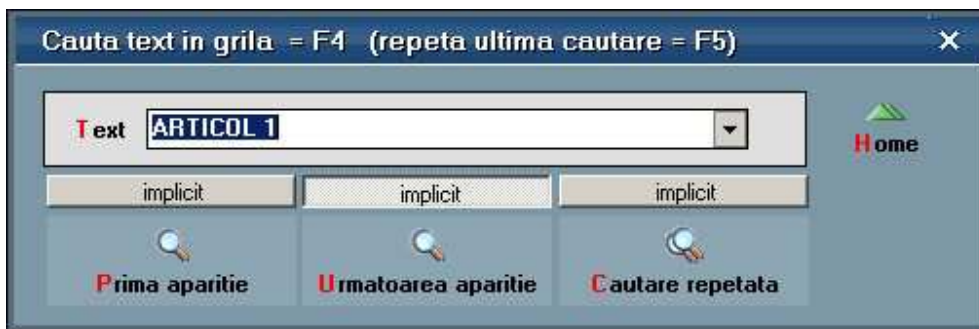 Cauta text in grila = F4 (repeta ultima cautare = F5)
Text ARTICOL 1
Home
implicit implicit implicit
Prima aparitie Urmatoarea aparitie Cautare repetata